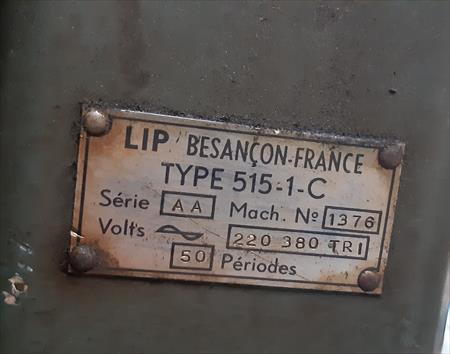 LIP BESANÇON-FRANCE
TYPE 515-1-C
Série AA Mach. Nº 1376
Volts 220 380 TRI
50 Périodes